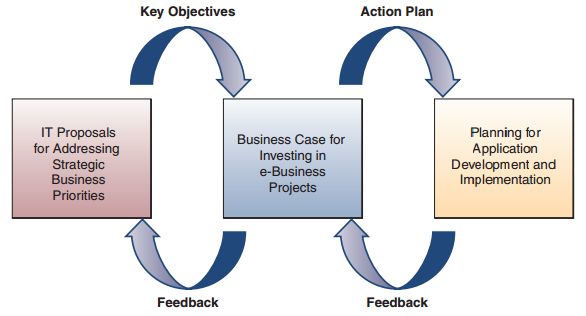 Key Objectives
Action Plan
IT Proposals
for Addressing
Strategic
Business
Priorities
Business Case for
Investing in
e-Business
Projects
Planning for
Application
Development and
Implementation
Feedback
Feedback